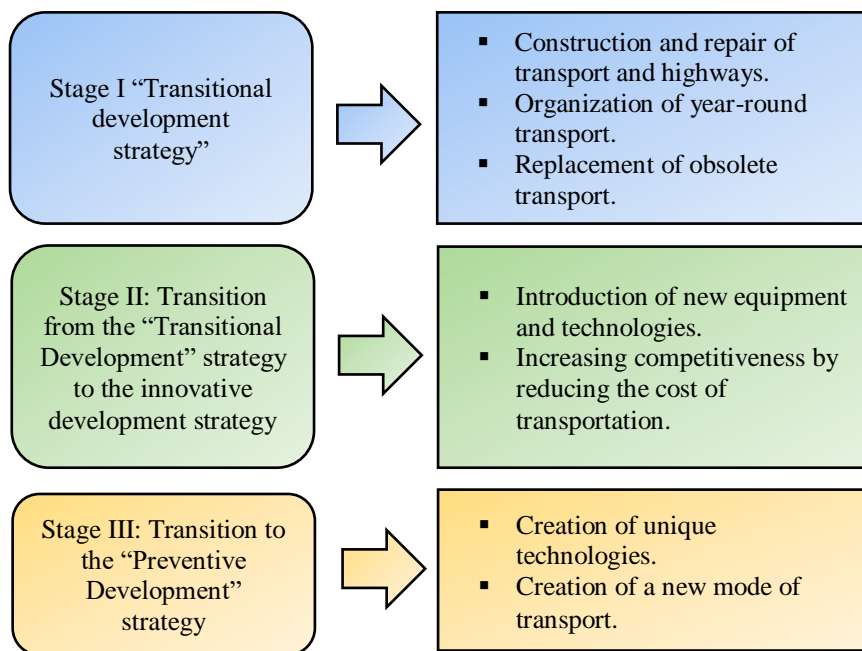 Stage I “Transitional
development
strategy”
▪ Construction and repair of
transport and highways.
▪ Organization of year-round
transport.
▪ Replacement of obsolete
transport.
Stage II: Transition
from the “Transitional
Development” strategy
to the innovative
development strategy
▪ Introduction of new equipment
and technologies.
▪ Increasing competitiveness by
reducing the cost of
transportation.
Stage III: Transition to
the “Preventive
Development”
strategy
▪ Creation of unique
technologies.
▪ Creation of a new mode of
transport.